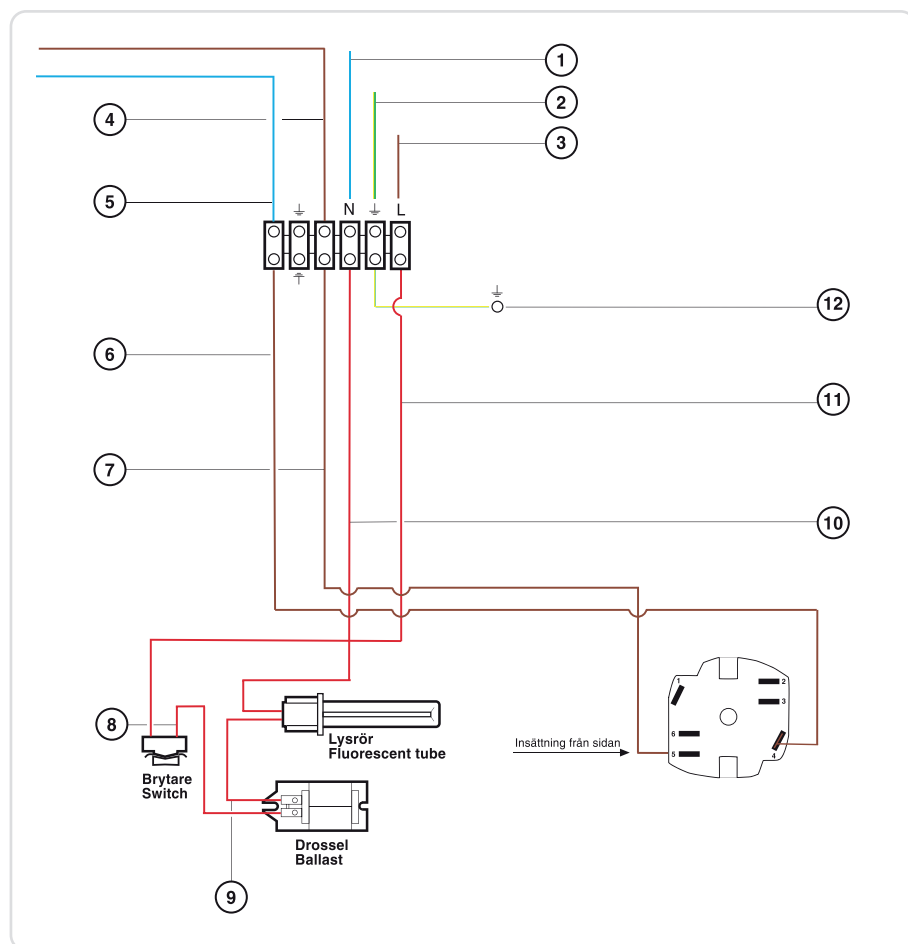 1
2
4
3
5
N
L
12
6
11
7
10
1
2
3
8
Lysrör
Fluorescent tube
Insättning från sidan
6
5
4
Brytare
Switch
Drossel
Ballast
9